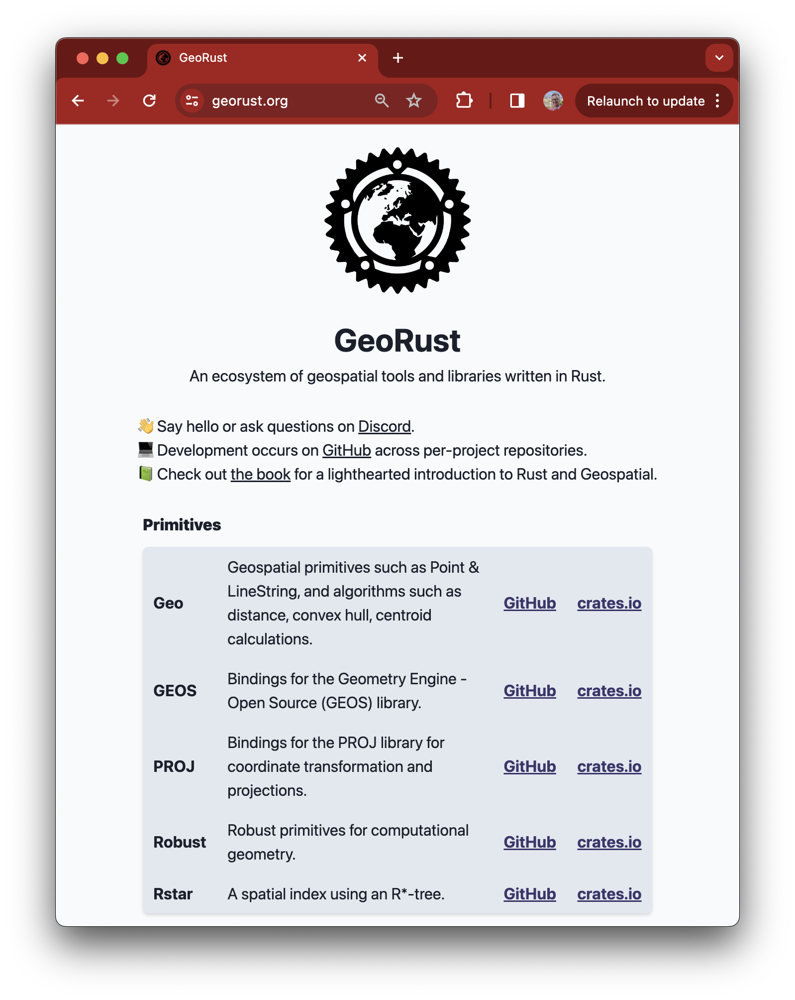 GeoRust
georust.org
Relaunch to update
GeoRust
An ecosystem of geospatial tools and libraries written in Rust.
👋 Say hello or ask questions on Discord.
💻 Development occurs on GitHub across per-project repositories.
📗 Check out the book for a lighthearted introduction to Rust and Geospatial.
Primitives
Geo
Geospatial primitives such as Point &
LineString, and algorithms such as
distance, convex hull, centroid
calculations.
GitHub crates.io
GEOS
Bindings for the Geometry Engine -
Open Source (GEOS) library.
GitHub crates.io
PROJ
Bindings for the PROJ library for
coordinate transformation and
projections.
GitHub crates.io
Robust
Robust primitives for computational
geometry.
GitHub crates.io
Rstar
A spatial index using an R*-tree.
GitHub crates.io